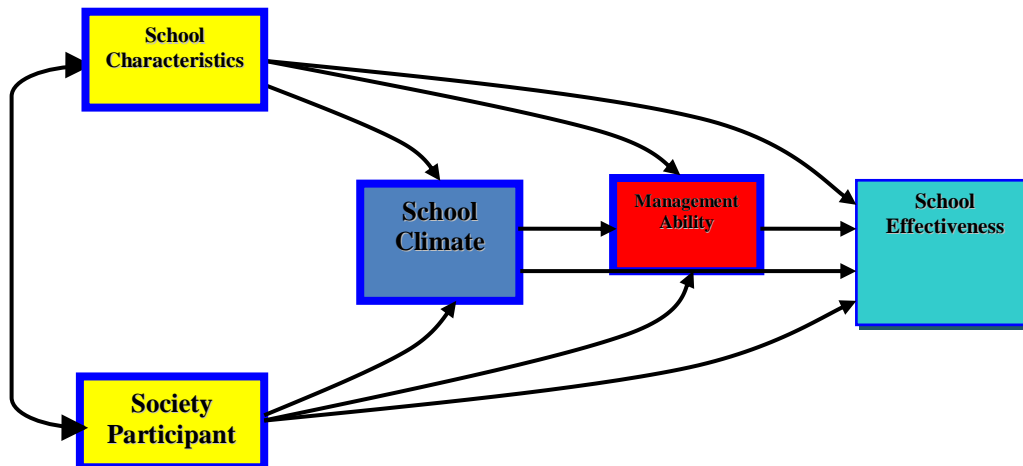 School
Characteristics
School
Climate
Management
Ability
School
Effectiveness
Society
Participant